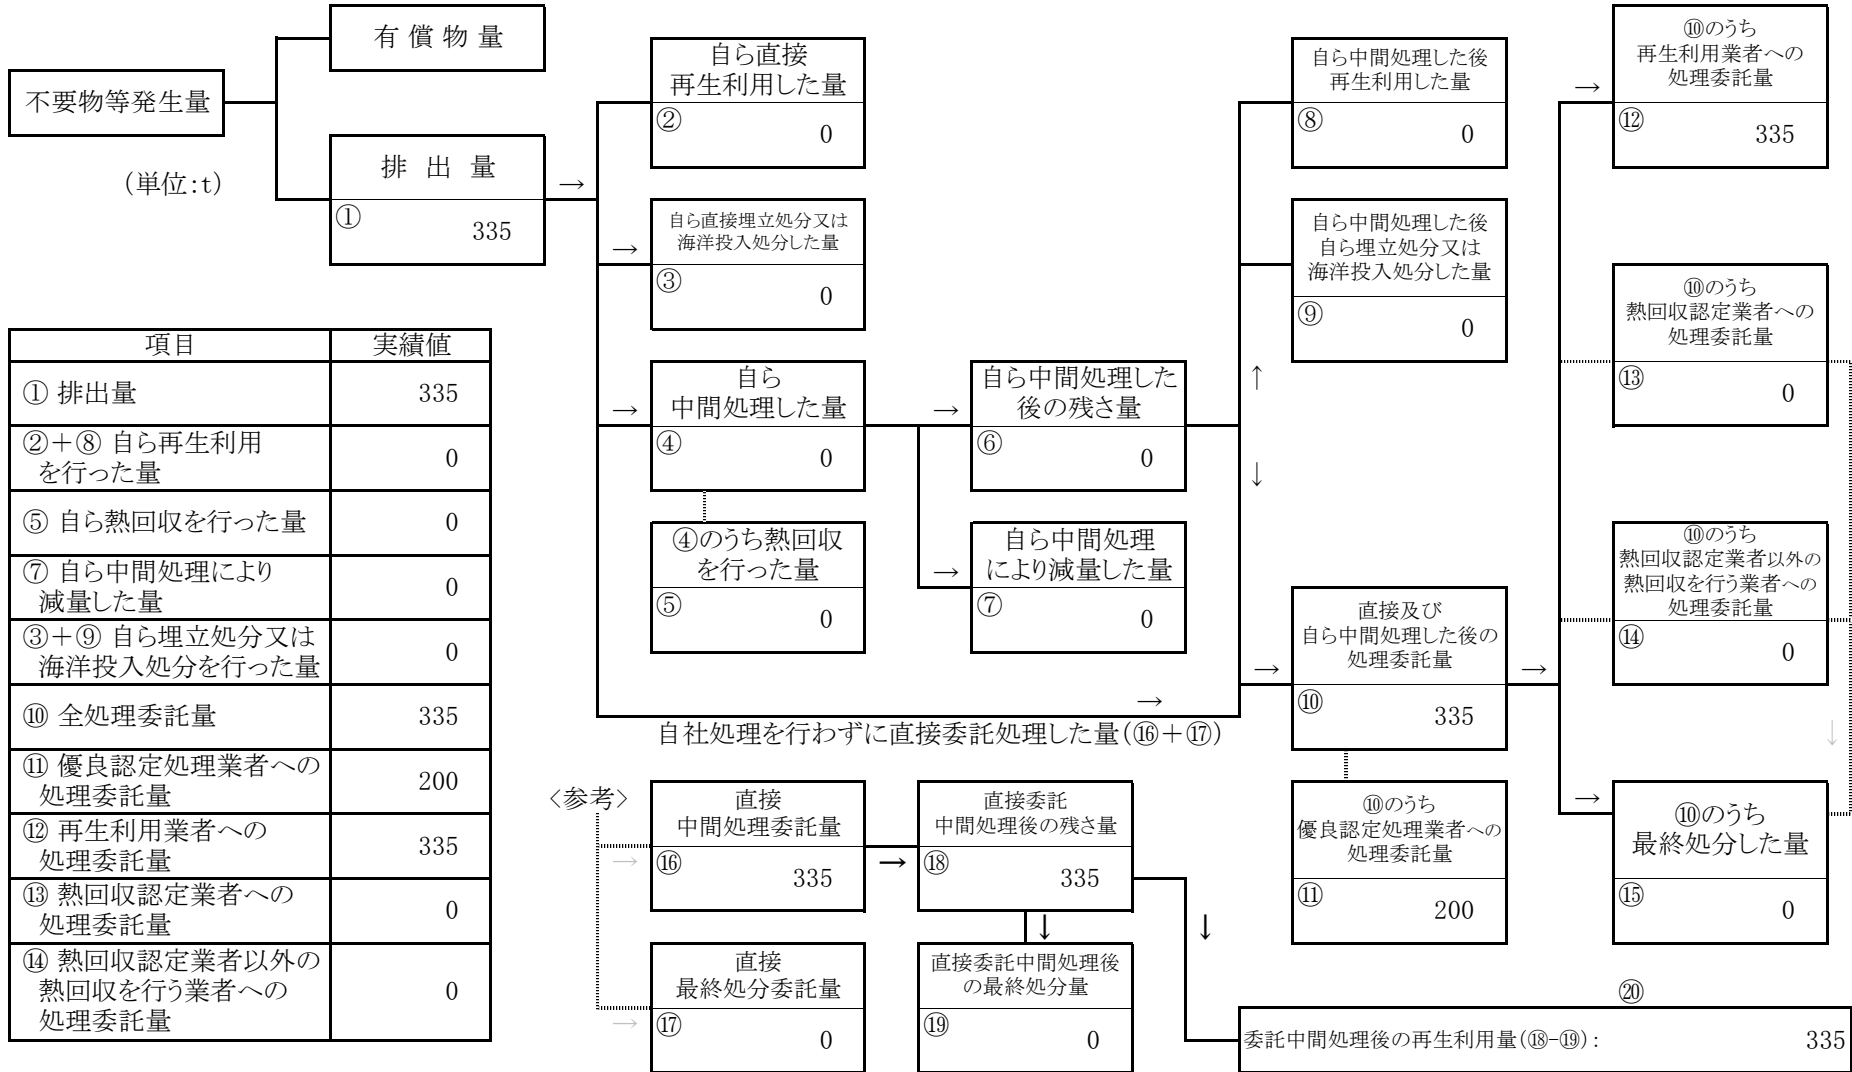 不要物等発生量
(単位:t)
有 償 物 量
排 出 量
①
335
→
自ら直接
再生利用した量
②
0
→
自ら直接埋立処分又は
海洋投入処分した量
③
0
→
自ら
中間処理した量
④
0
④のうち熱回収
を行った量
⑤
0
→
自ら中間処理した
後の残さ量
⑥
0
→
自ら中間処理
により減量した量
⑦
0
自ら中間処理した後
再生利用した量
⑧
0
自ら中間処理した後
自ら埋立処分又は
海洋投入処分した量
⑨
0
↑
↓
→
自社処理を行わずに直接委託処理した量(⑯+⑰)
→
直接及び
自ら中間処理した後の
処理委託量
⑩
335
⑩のうち
優良認定処理業者への
処理委託量
⑪
200
→
→
⑩のうち
再生利用業者への
処理委託量
⑫
335
⑩のうち
熱回収認定業者への
処理委託量
⑬
0
⑩のうち
熱回収認定業者以外の
熱回収を行う業者への
処理委託量
⑭
0
↓
→
⑩のうち
最終処分した量
⑮
0
項目 実績値
① 排出量 335
②+⑧ 自ら再生利用
を行った量 0
⑤ 自ら熱回収を行った量 0
⑦ 自ら中間処理により
減量した量 0
③+⑨ 自ら埋立処分又は
海洋投入処分を行った量 0
⑩ 全処理委託量 335
⑪ 優良認定処理業者への
処理委託量 200
⑫ 再生利用業者への
処理委託量 335
⑬ 熱回収認定業者への
処理委託量 0
⑭ 熱回収認定業者以外の
熱回収を行う業者への
処理委託量 0
〈参考〉
→
直接
中間処理委託量
⑯
335
→
直接委託
中間処理後の残さ量
⑱
335
↓
↓
→
直接
最終処分委託量
⑰
0
直接委託中間処理後
の最終処分量
⑲
0
⑳
委託中間処理後の再生利用量(⑱-⑲): 335